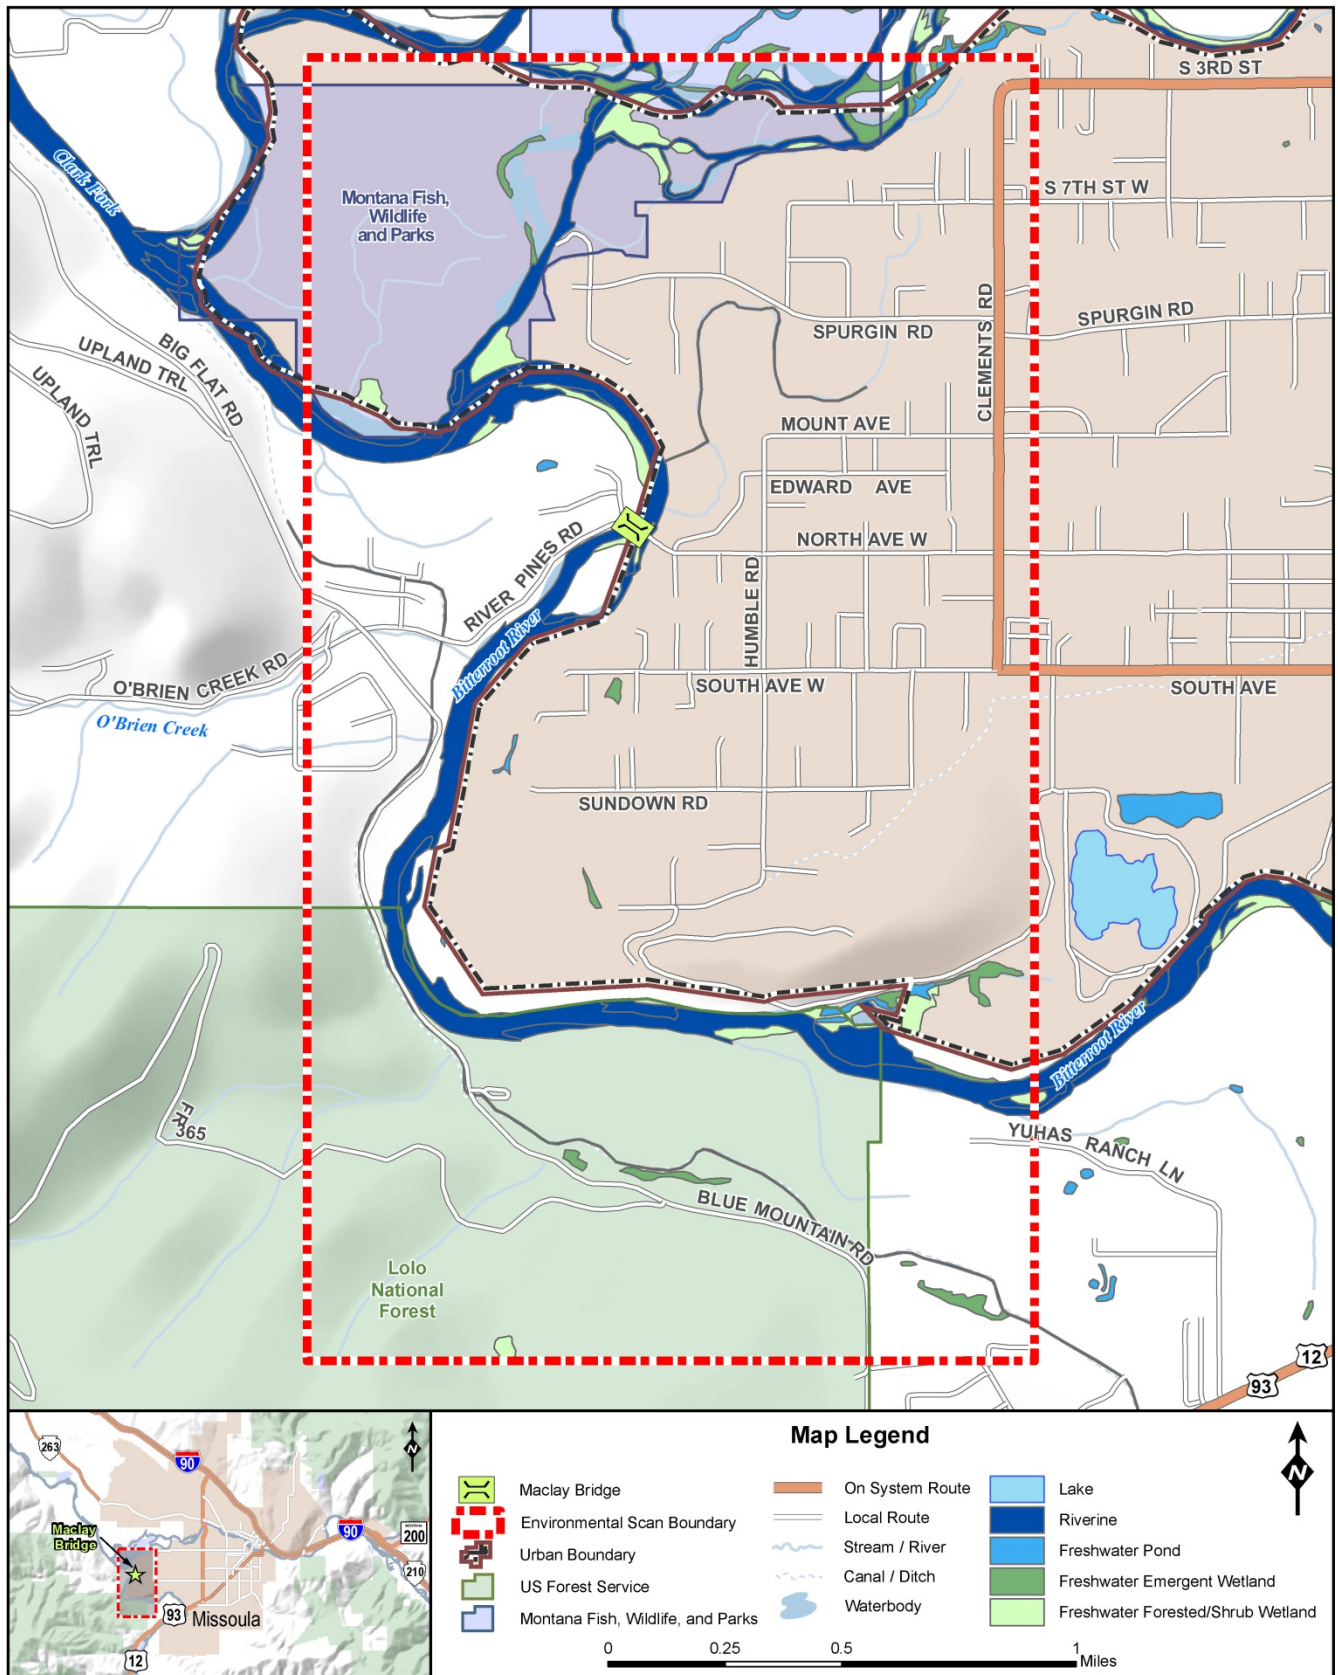 S 3RD ST
Clark Fork
Montana Fish,
Wildlife
and Parks
S 7TH ST W
CLEMENTS RD
SPURGIN RD
SPURGIN RD
BIG FLAT RD
UPLAND TRL
UPLAND TRL
MOUNT AVE
EDWARD AVE
NORTH AVE W
RIVER PINES RD
HUMBLE RD
Bitterroot River
O'BRIEN CREEK RD
O'Brien Creek
SOUTH AVE W
SOUTH AVE
SUNDOWN RD
Bitterroot River
FR 365
YUHAS RANCH LN
BLUE MOUNTAIN RD
Lolo
National
Forest
12
93
263
90
Maclay
Bridge
90
200
210
93
Missoula
12
N
Map Legend
N
Maclay Bridge
Environmental Scan Boundary
Urban Boundary
US Forest Service
Montana Fish, Wildlife, and Parks
On System Route
Local Route
Stream / River
Canal / Ditch
Waterbody
Lake
Riverine
Freshwater Pond
Freshwater Emergent Wetland
Freshwater Forested/Shrub Wetland
0 0.25 0.5 1
Miles